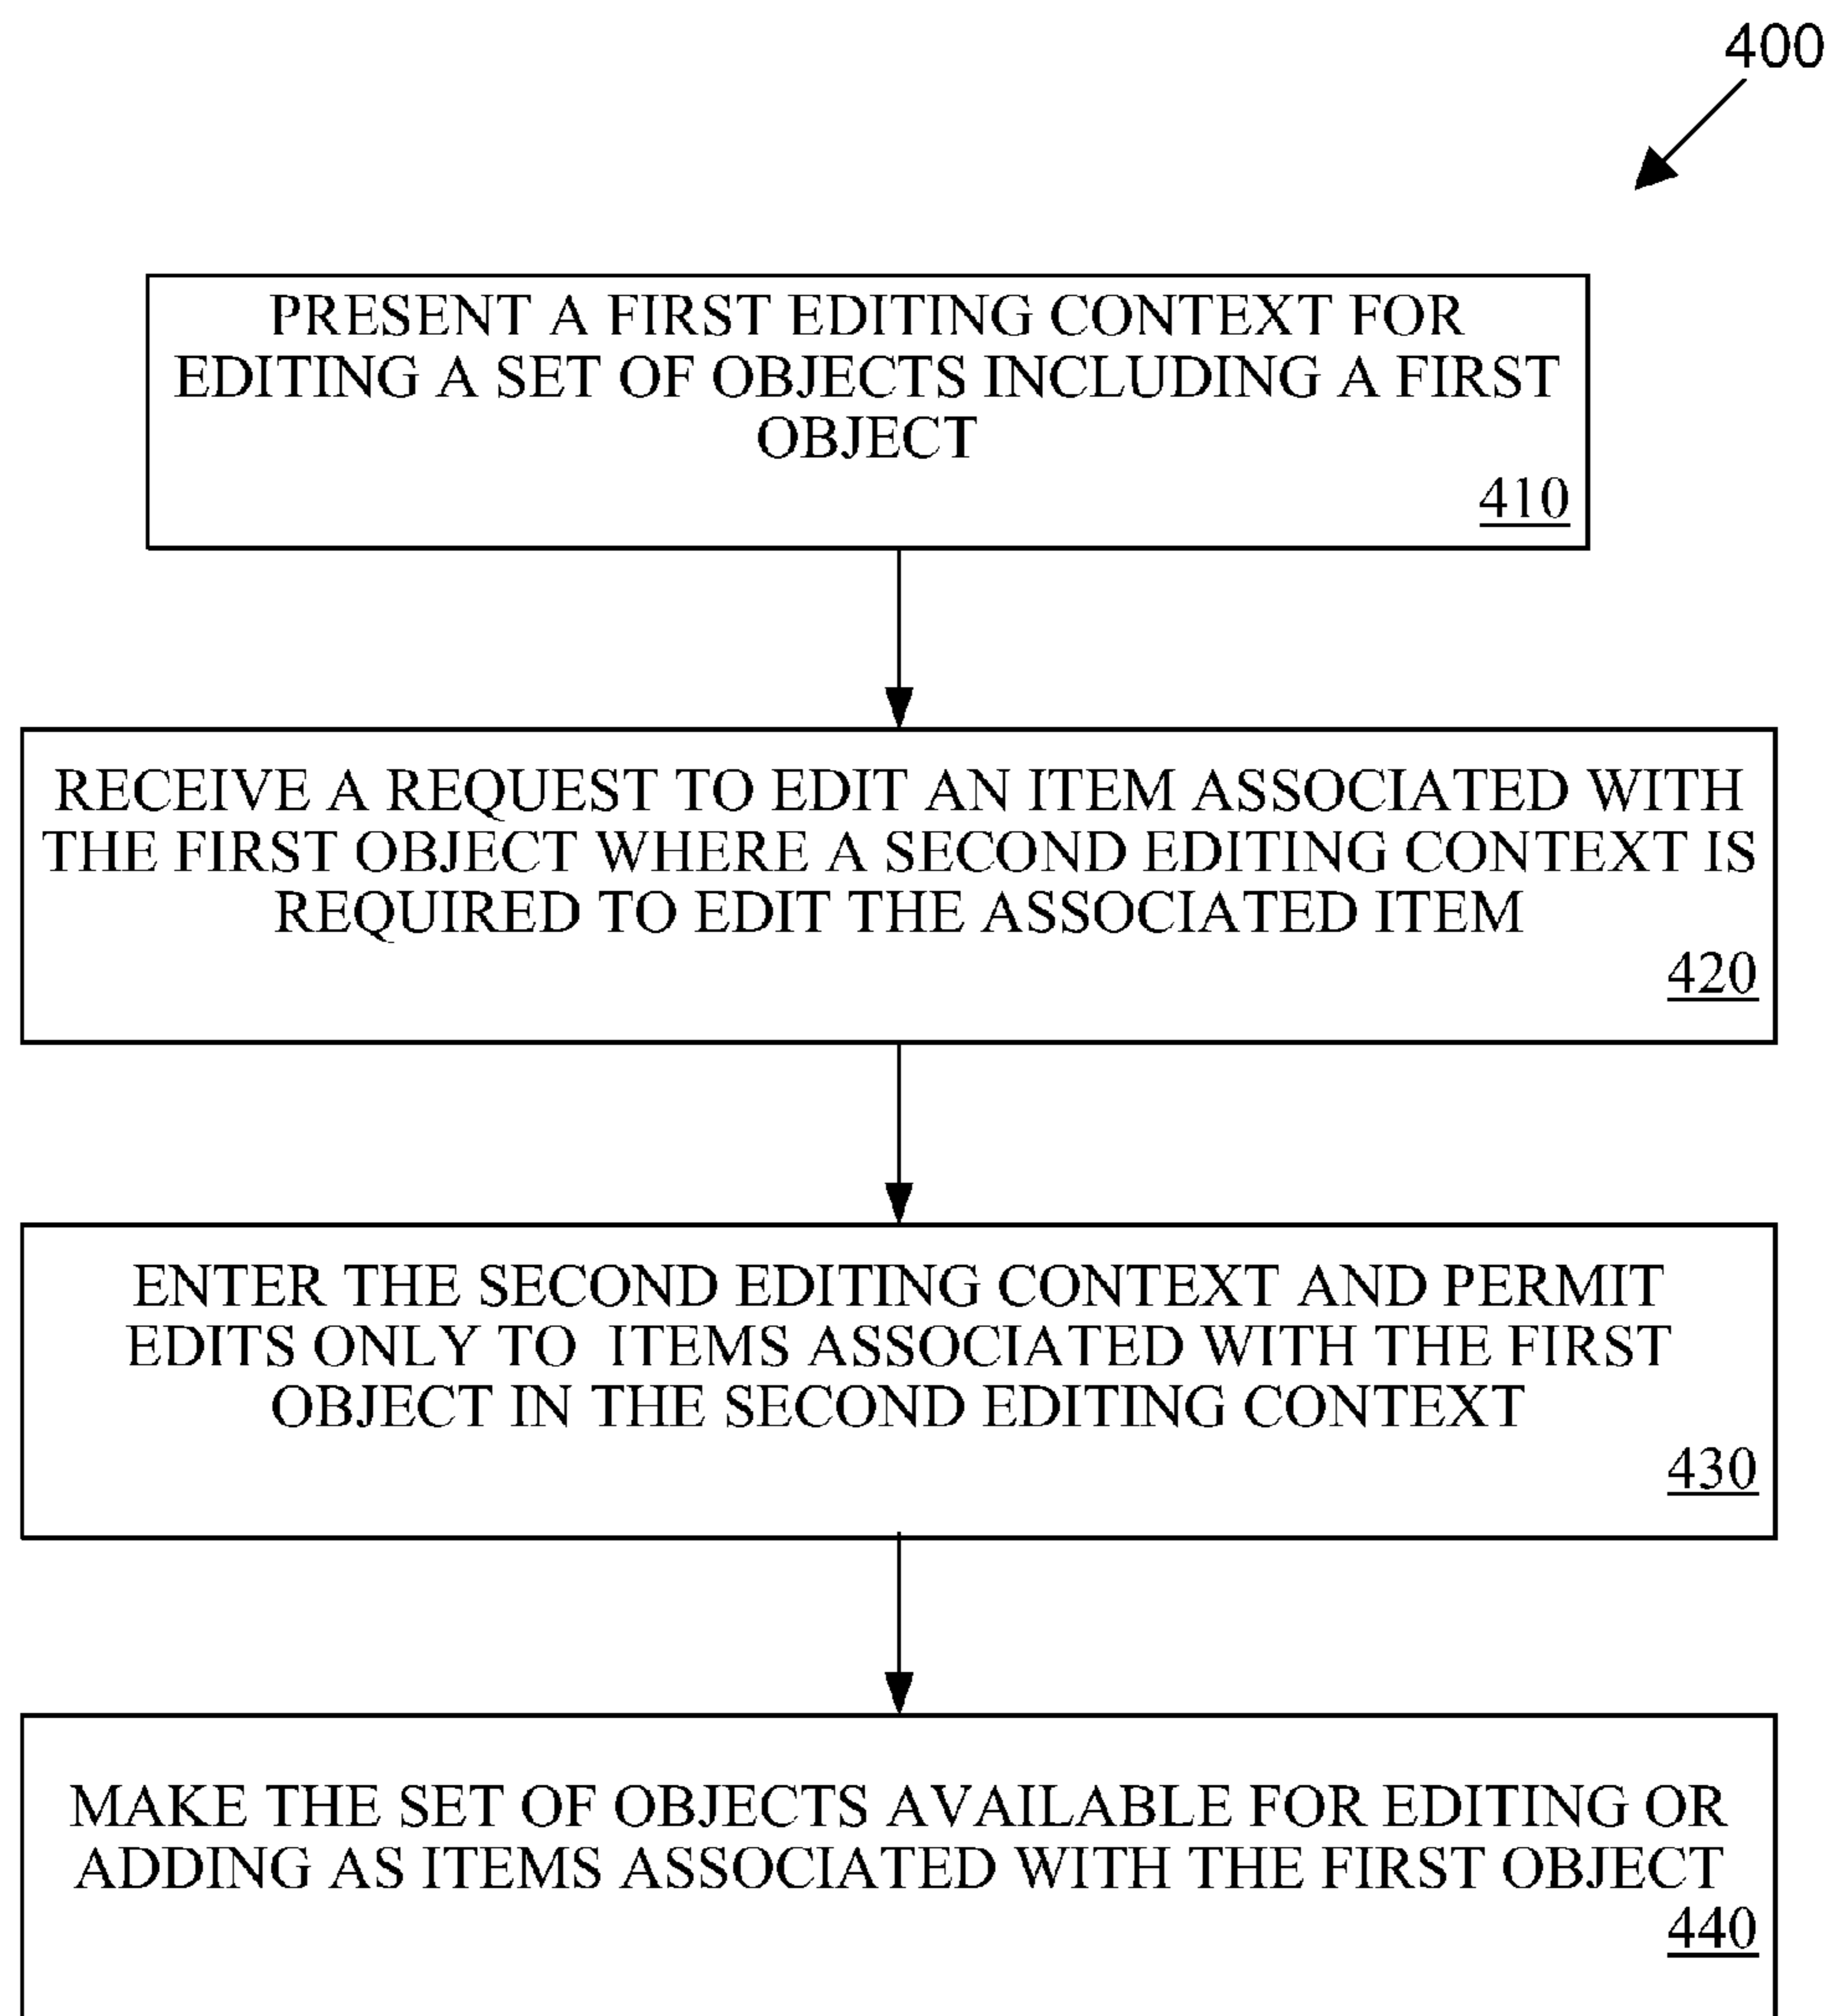 400
PRESENT A FIRST EDITING CONTEXT FOR
EDITING A SET OF OBJECTS INCLUDING A FIRST
OBJECT
410
RECEIVE A REQUEST TO EDIT AN ITEM ASSOCIATED WITH
THE FIRST OBJECT WHERE A SECOND EDITING CONTEXT IS
REQUIRED TO EDIT THE ASSOCIATED ITEM
420
ENTER THE SECOND EDITING CONTEXT AND PERMIT
EDITS ONLY TO ITEMS ASSOCIATED WITH THE FIRST
OBJECT IN THE SECOND EDITING CONTEXT
430
MAKE THE SET OF OBJECTS AVAILABLE FOR EDITING OR
ADDING AS ITEMS ASSOCIATED WITH THE FIRST OBJECT
440